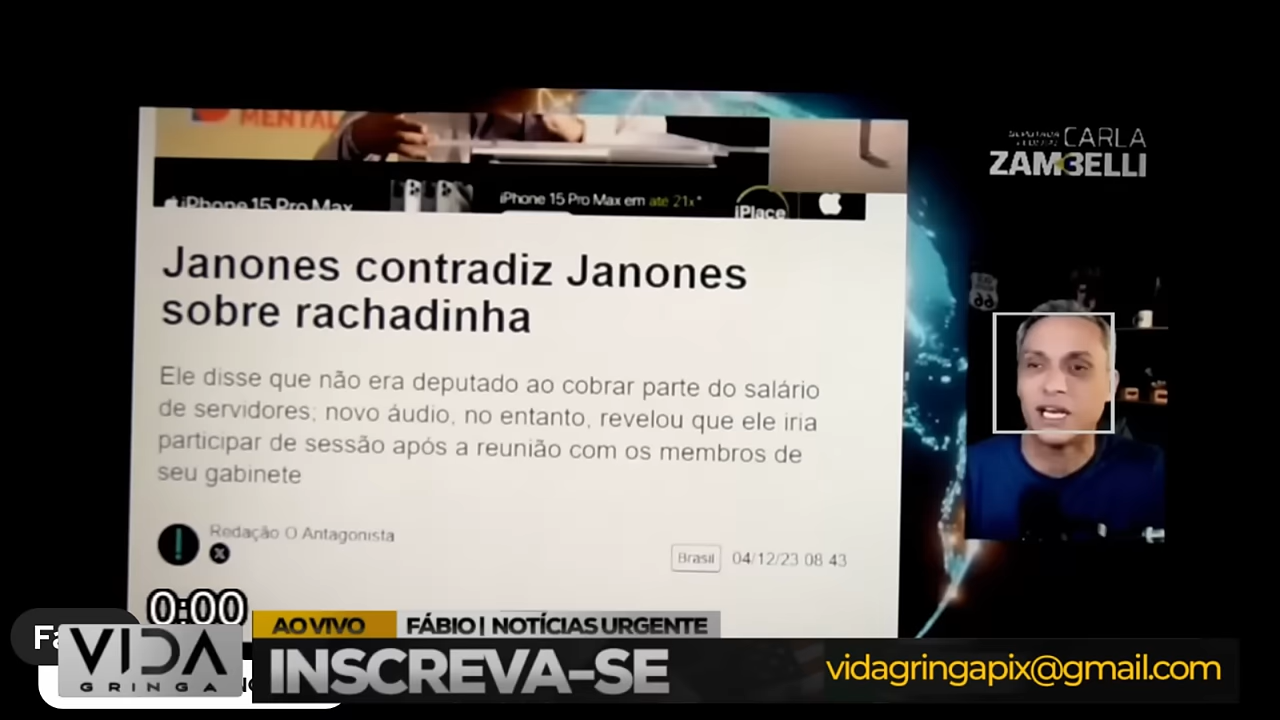 MENTAL
iPhone 15 Pro Max
iPhone 15 Pro Max em até 21x*
iPlace
DEPUTADA FEDERAL CARLA
ZAMBELLI
Janones contradiz Janones
sobre rachadinha
Ele disse que não era deputado ao cobrar parte do salário
de servidores; novo áudio, no entanto, revelou que ele iria
participar de sessão após a reunião com os membros de
seu gabinete
Redação O Antagonista
Brasil 04/12/23 08 43
0:00
AO VIVO
FÁBIO | NOTÍCIAS URGENTE
VIDA
GRINGA
INSCREVA-SE
vidagringapix@gmail.com